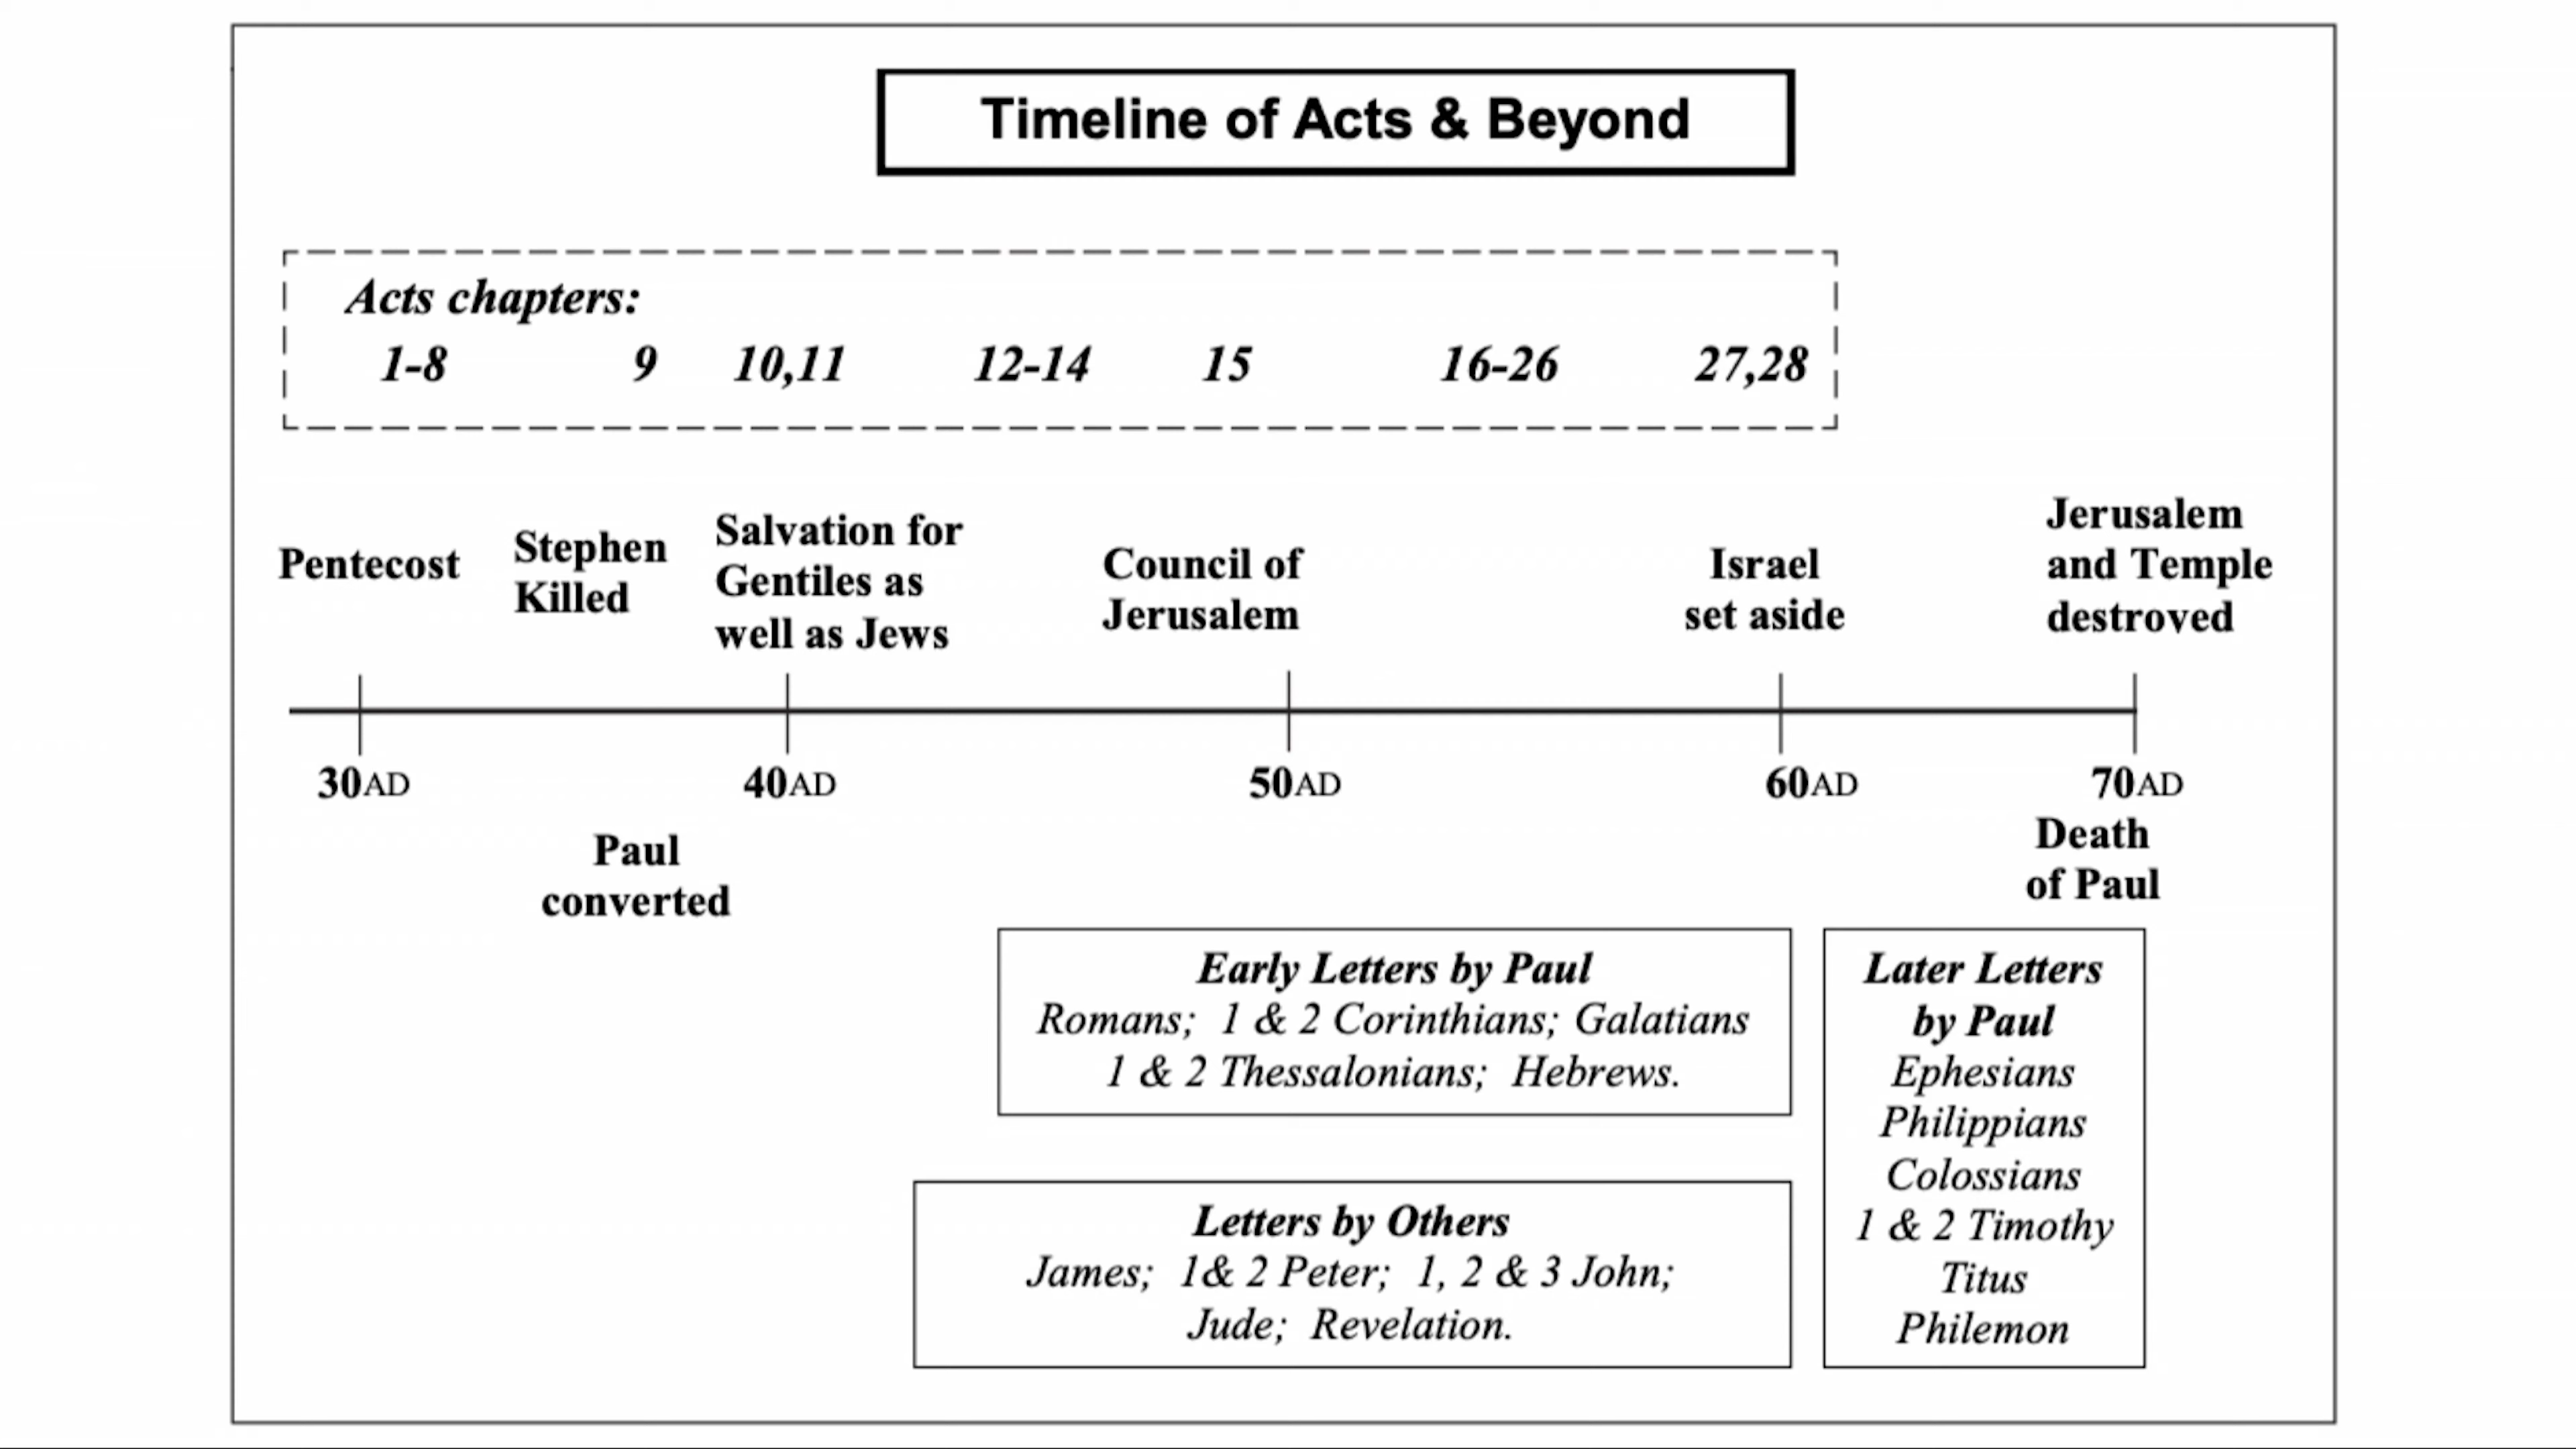 Timeline of Acts & Beyond
Acts chapters:
1-8 9 10,11 12-14 15 16-26 27,28
Pentecost
Stephen
Killed
Salvation for
Gentiles as
well as Jews
Council of
Jerusalem
Israel
set aside
Jerusalem
and Temple
destroved
30AD 40AD 50AD 60AD 70AD
Paul
converted
Death
of Paul
Early Letters by Paul
Romans; 1 & 2 Corinthians; Galatians
1 & 2 Thessalonians; Hebrews.
Letters by Others
James; 1& 2 Peter; 1, 2 & 3 John;
Jude; Revelation.
Later Letters
by Paul
Ephesians
Philippians
Colossians
1 & 2 Timothy
Titus
Philemon